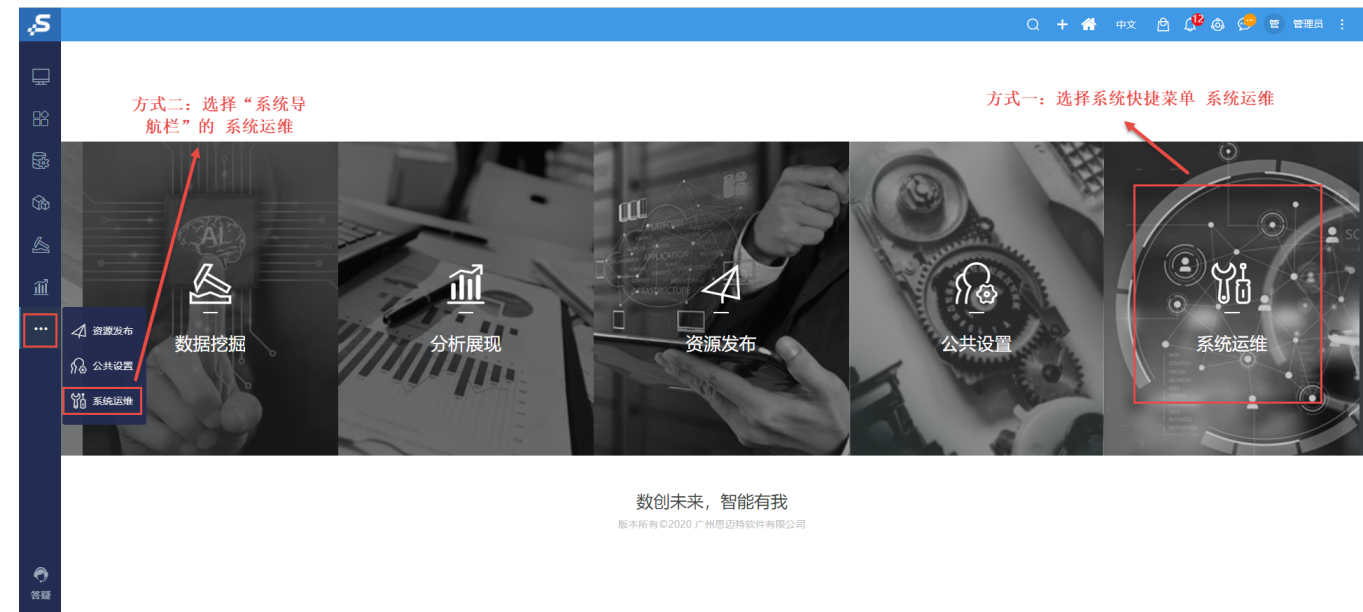 S
中文
12
管
管理员
方式二：选择“系统导
航栏”的 系统运维
方式一：选择系统快捷菜单 系统运维
AI
PLATFORM
APPLICATION
INFRASTRUCTURE
SC
数据挖掘
分析展现
资源发布
公共设置
系统运维
资源发布
公共设置
系统运维
数创未来，智能有我
版本所有©2020 广州思迈特软件有限公司
答疑